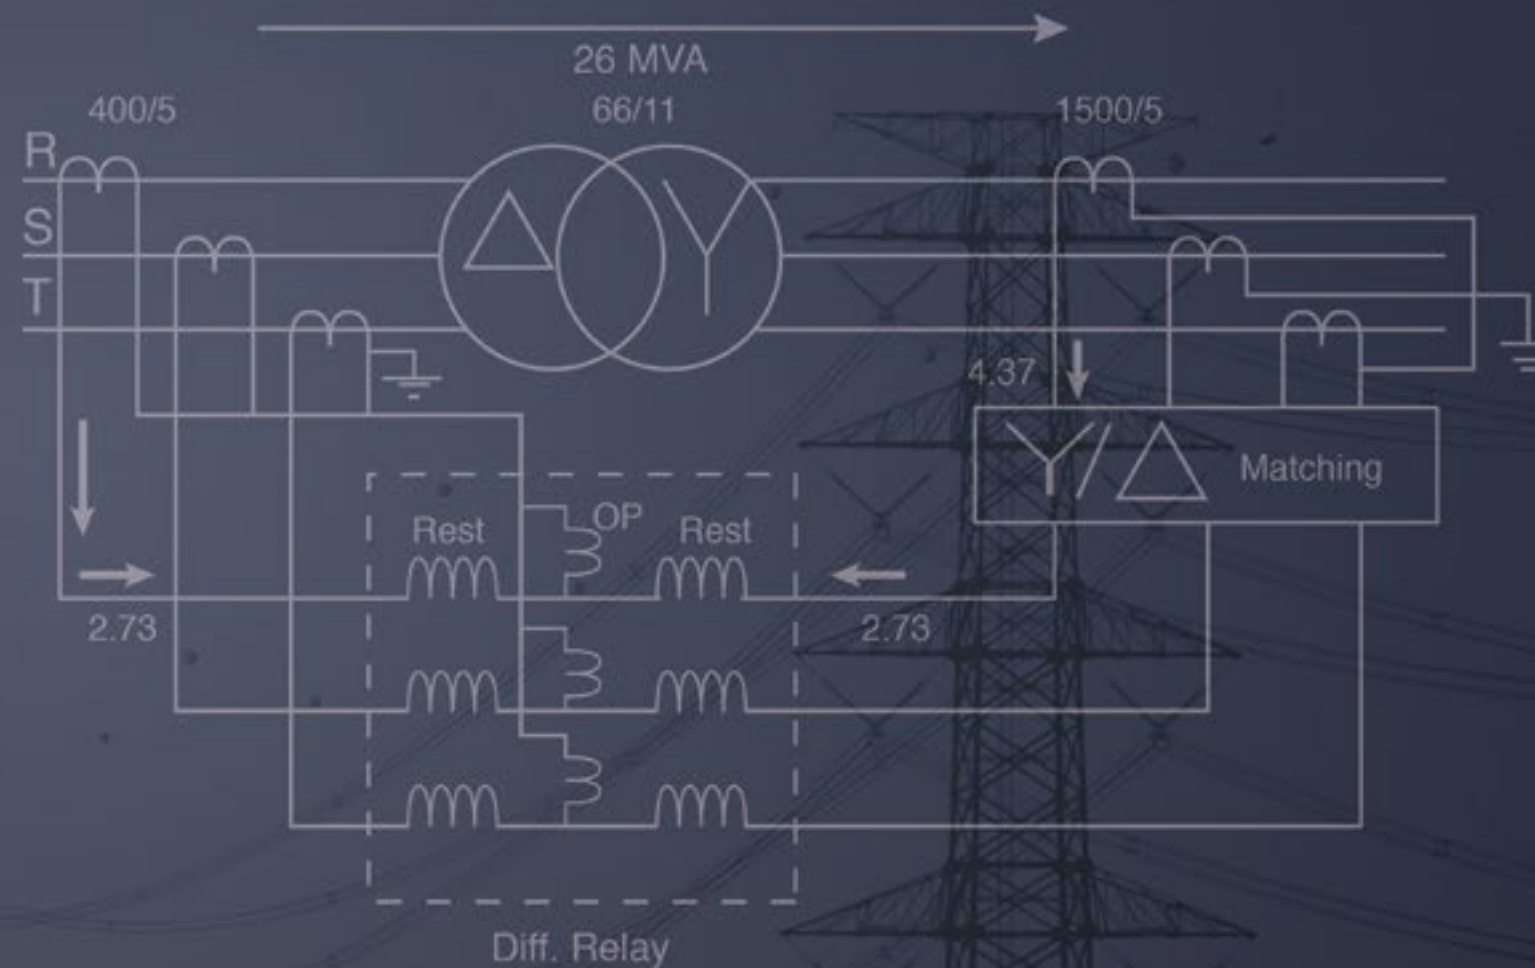 26 MVA
400/5
66/11
1500/5
R
S
T
4.37
Matching
Rest
OP
Rest
2.73
2.73
Diff. Relay